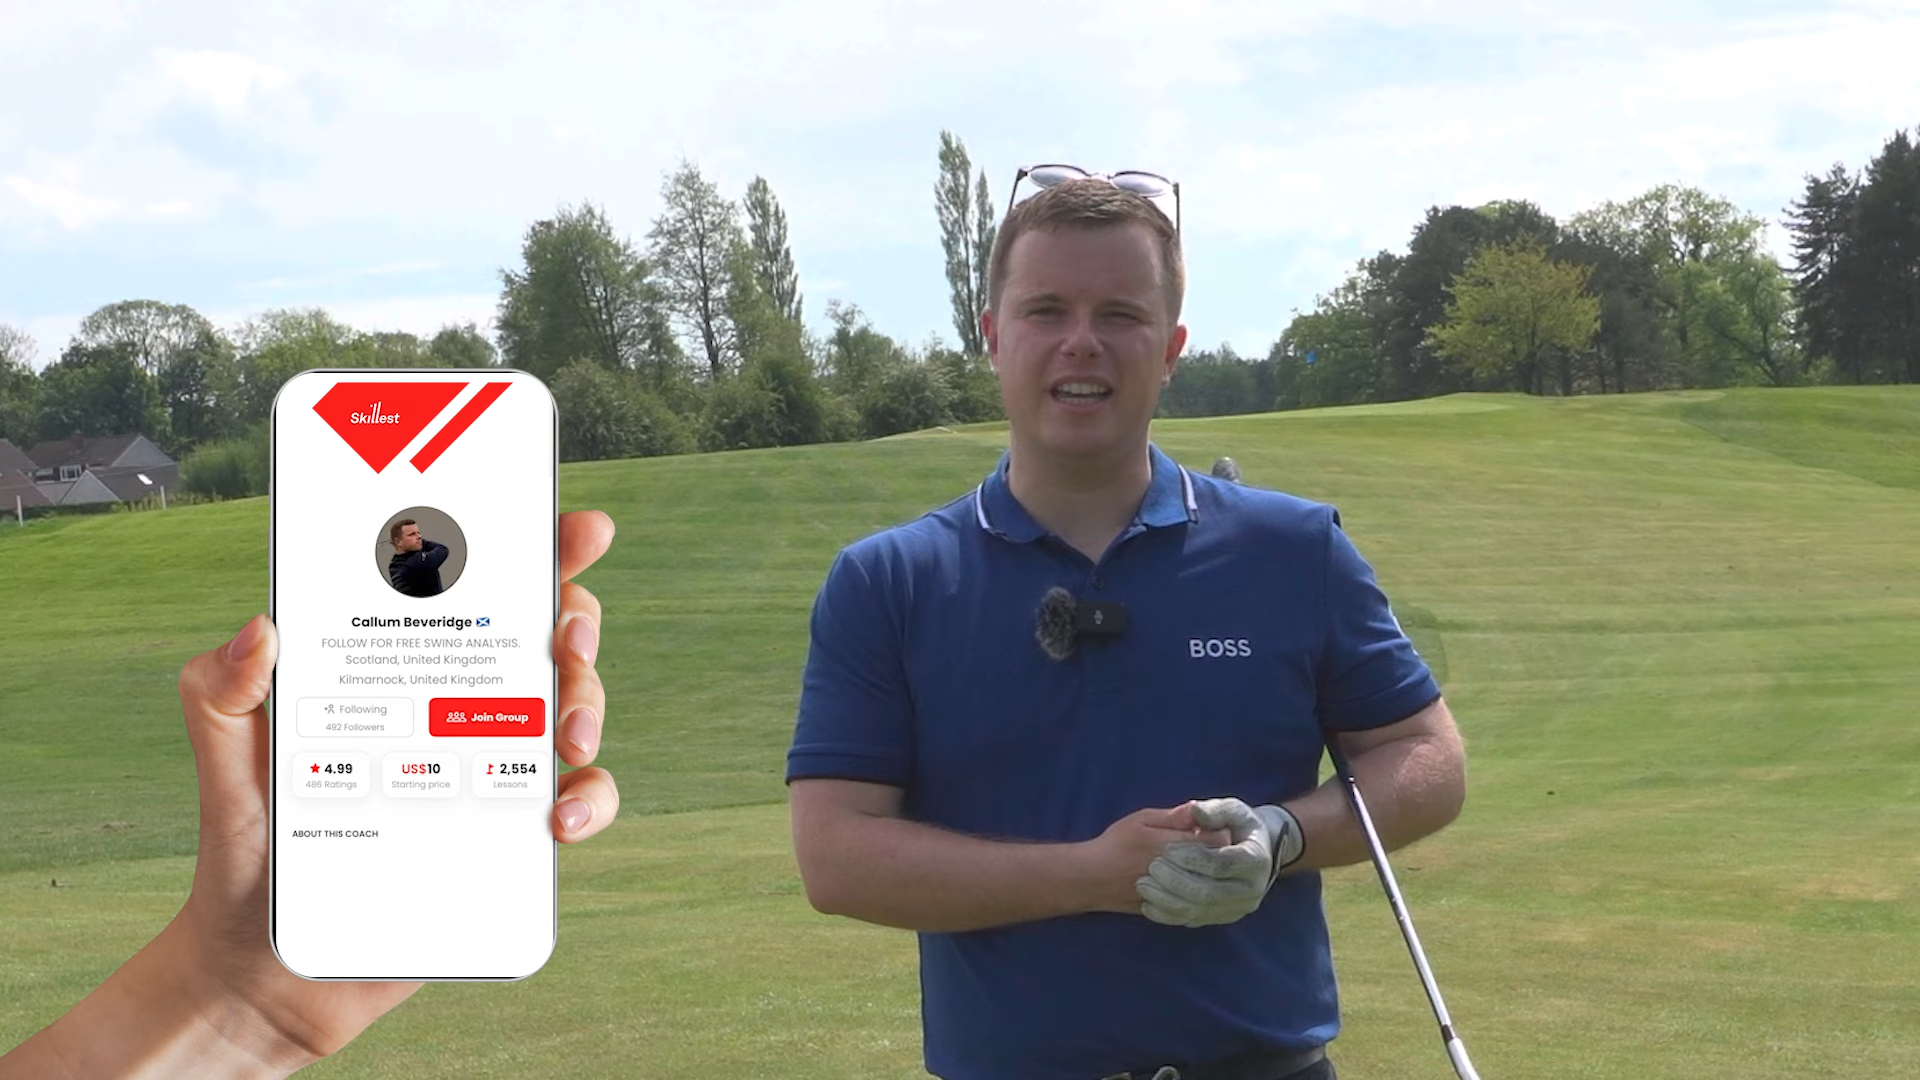 Skillest
Callum Beveridge
FOLLOW FOR FREE SWING ANALYSIS.
Scotland, United Kingdom
Kilmarnock, United Kingdom
Following
492 Followers
Join Group
4.99
486 Ratings
US$10
Starting price
2,554
Lessons
ABOUT THIS COACH
BOSS